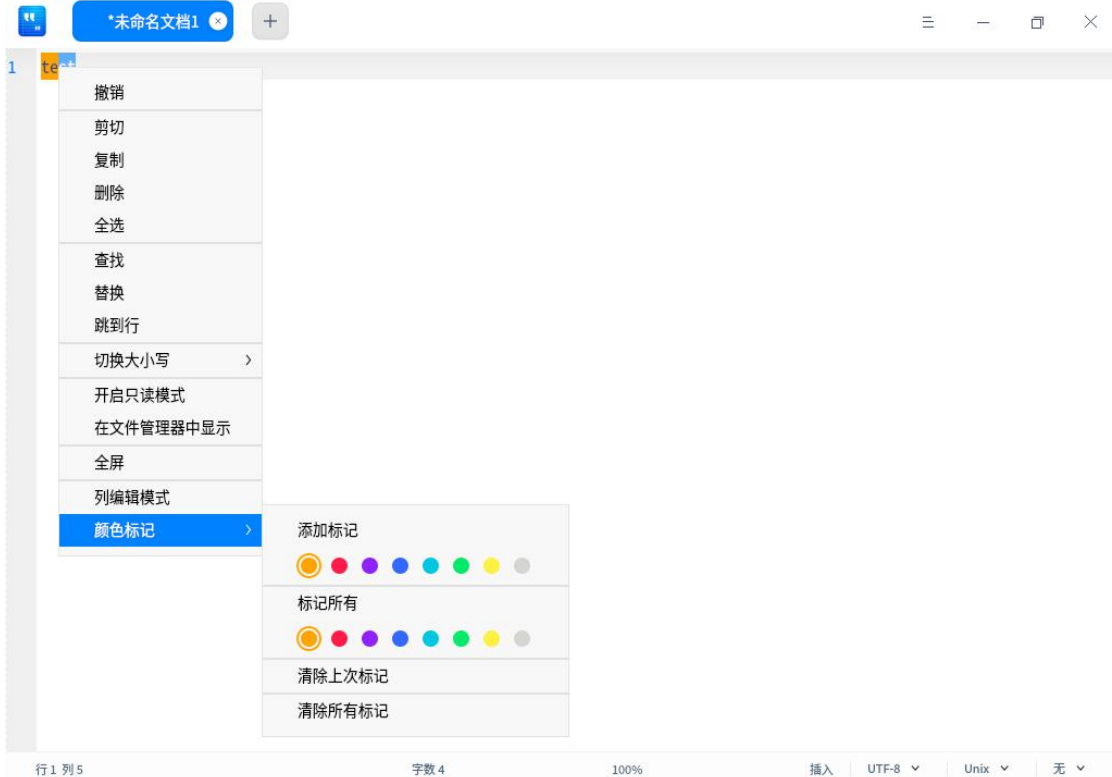 *未命名文档1
1 test
撤销
剪切
复制
删除
全选
查找
替换
跳到行
切换大小写
开启只读模式
在文件管理器中显示
全屏
列编辑模式
颜色标记
添加标记
标记所有
清除上次标记
清除所有标记
行1 列5 字数4 100% 插入 UTF-8 Unix 无